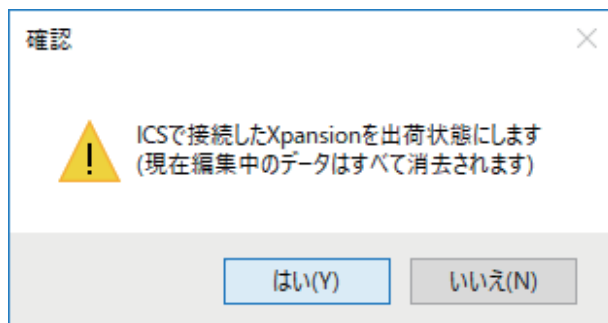 確認
ICSで接続したXpansionを出荷状態にします
(現在編集中のデータはすべて消去されます)
はい(Y)
いいえ(N)